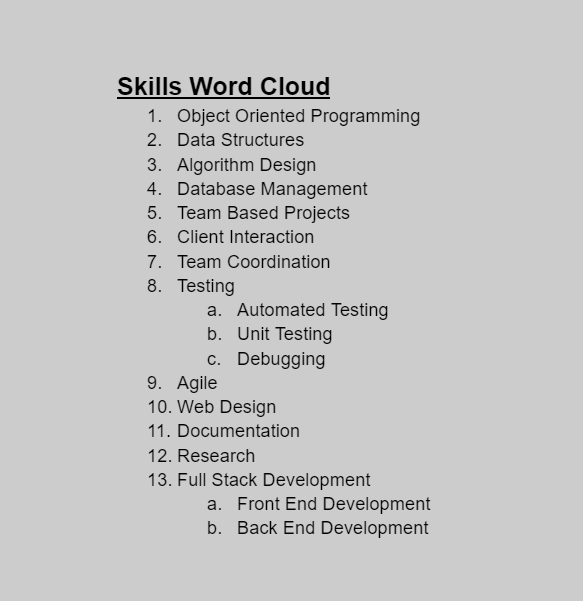 Skills Word Cloud
1. Object Oriented Programming
2. Data Structures
3. Algorithm Design
4. Database Management
5. Team Based Projects
6. Client Interaction
7. Team Coordination
8. Testing
a. Automated Testing
b. Unit Testing
c. Debugging
9. Agile
10. Web Design
11. Documentation
12. Research
13. Full Stack Development
a. Front End Development
b. Back End Development